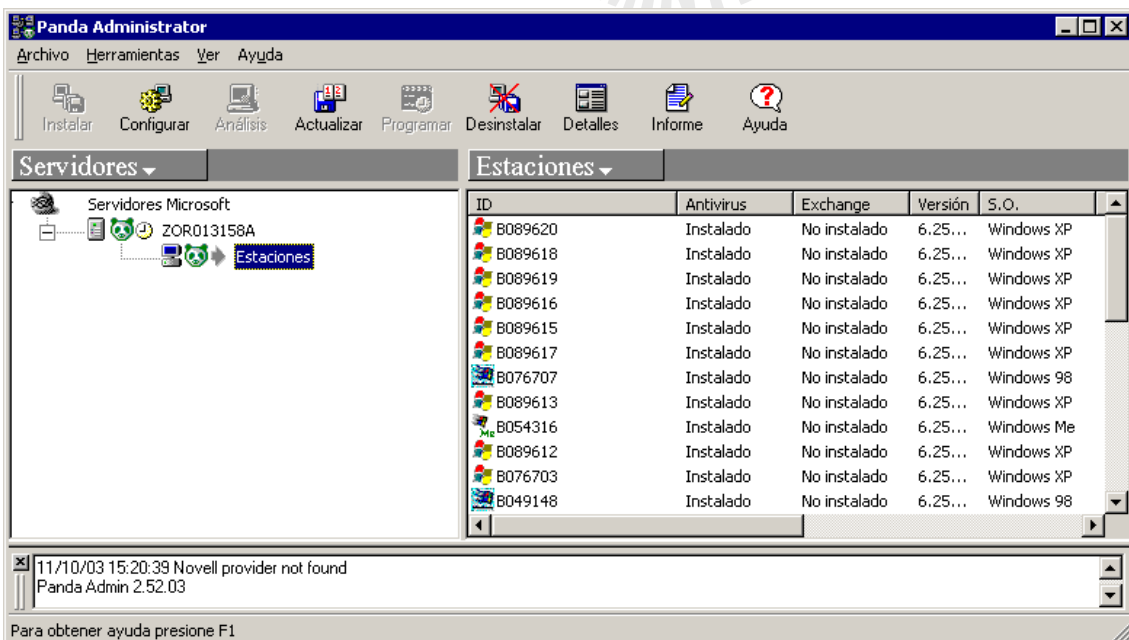 Panda Administrator
Archivo Herramientas Ver Ayuda
Instalar Configurar Análisis Actualizar Programar Desinstalar Detalles Informe Ayuda
Servidores Estaciones
Servidores Microsoft
ZOR013158A
Estaciones
ID Antivirus Exchange Versión S.O.
B089620 Instalado No instalado 6.25... Windows XP
B089618 Instalado No instalado 6.25... Windows XP
B089619 Instalado No instalado 6.25... Windows XP
B089616 Instalado No instalado 6.25... Windows XP
B089615 Instalado No instalado 6.25... Windows XP
B089617 Instalado No instalado 6.25... Windows XP
B076707 Instalado No instalado 6.25... Windows 98
B089613 Instalado No instalado 6.25... Windows XP
B054316 Instalado No instalado 6.25... Windows Me
B089612 Instalado No instalado 6.25... Windows XP
B076703 Instalado No instalado 6.25... Windows XP
B049148 Instalado No instalado 6.25... Windows 98
11/10/03 15:20:39 Novell provider not found
Panda Admin 2.52.03
Para obtener ayuda presione F1